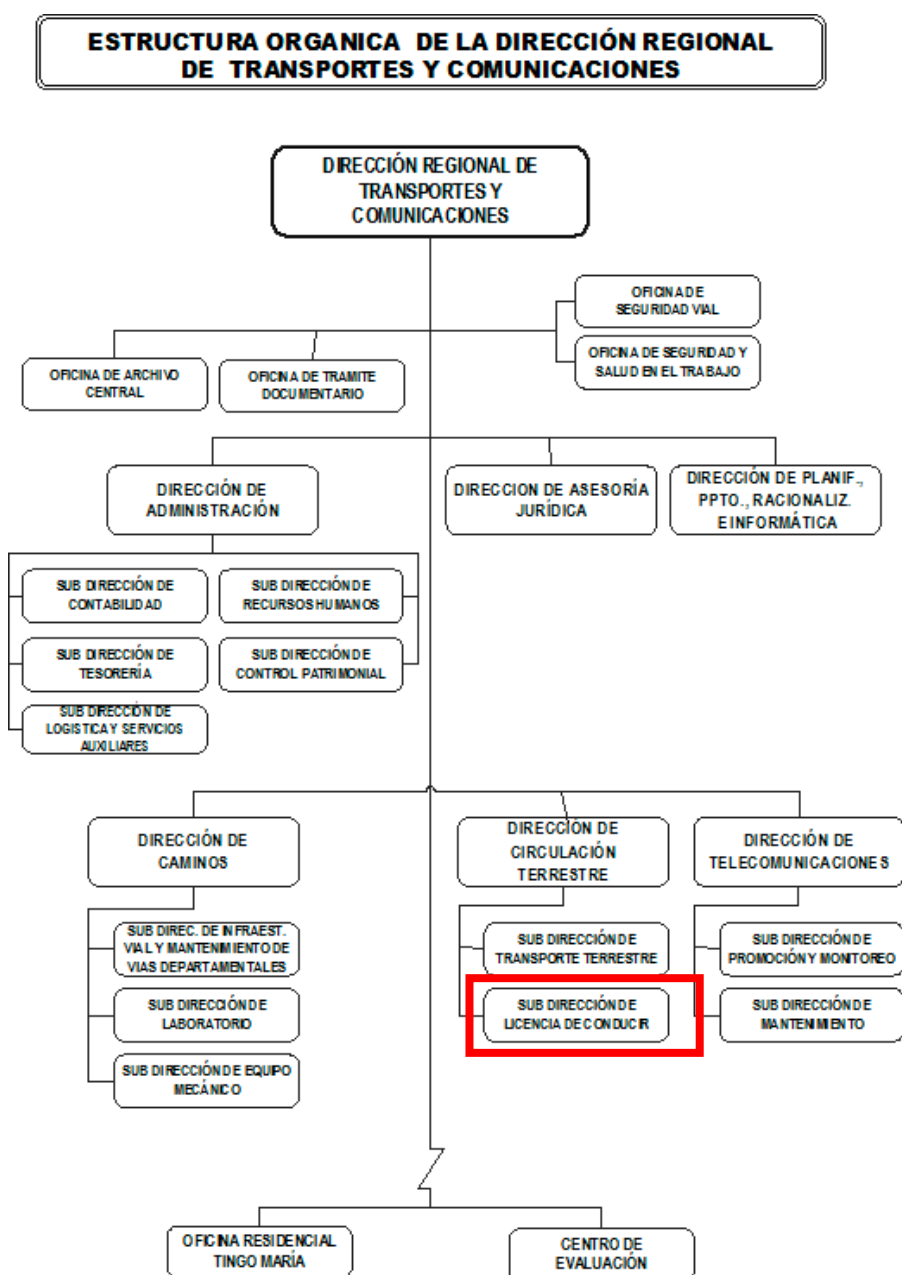 ESTRUCTURA ORGANICA DE LA DIRECCIÓN REGIONAL
DE TRANSPORTES Y COMUNICACIONES
DIRECCIÓN REGIONAL DE
TRANSPORTES Y
COMUNICACIONES
OFICINA DE
SEGURIDAD VIAL
OFICINA DE SEGURIDAD Y
SALUD EN EL TRABAJO
OFICINA DE ARCHIVO
CENTRAL
OFICINA DE TRAMITE
DOCUMENTARIO
DIRECCIÓN DE
ADMINISTRACIÓN
DIRECCION DE ASESORÍA
JURÍDICA
DIRECCIÓN DE PLANIF.,
PPTO., RACIONALIZ.
E INFORMÁTICA
SUB DIRECCIÓN DE
CONTABILIDAD
SUB DIRECCIÓN DE
RECURSOS HUMANOS
SUB DIRECCIÓN DE
TESORERÍA
SUB DIRECCIÓN DE
CONTROL PATRIMONIAL
SUB DIRECCIÓN DE
LOGISTICA Y SERVICIOS
AUXILIARES
DIRECCIÓN DE
CAMINOS
DIRECCIÓN DE
CIRCULACIÓN
TERRESTRE
DIRECCIÓN DE
TELECOMUNICACIONES
SUB DIREC. DE INFRAEST.
VIAL Y MANTENIMIENTO DE
VIAS DEPARTAMENTALES
SUB DIRECCIÓN DE
TRANSPORTE TERRESTRE
SUB DIRECCIÓN DE
PROMOCIÓN Y MONITOREO
SUB DIRECCIÓN DE
LABORATORIO
SUB DIRECCIÓN DE
LICENCIA DE CONDUCIR
SUB DIRECCIÓN DE
MANTENIMIENTO
SUB DIRECCIÓN DE EQUIPO
MECÁNICO
OFICINA RESIDENCIAL
TINGO MARÍA
CENTRO DE
EVALUACIÓN